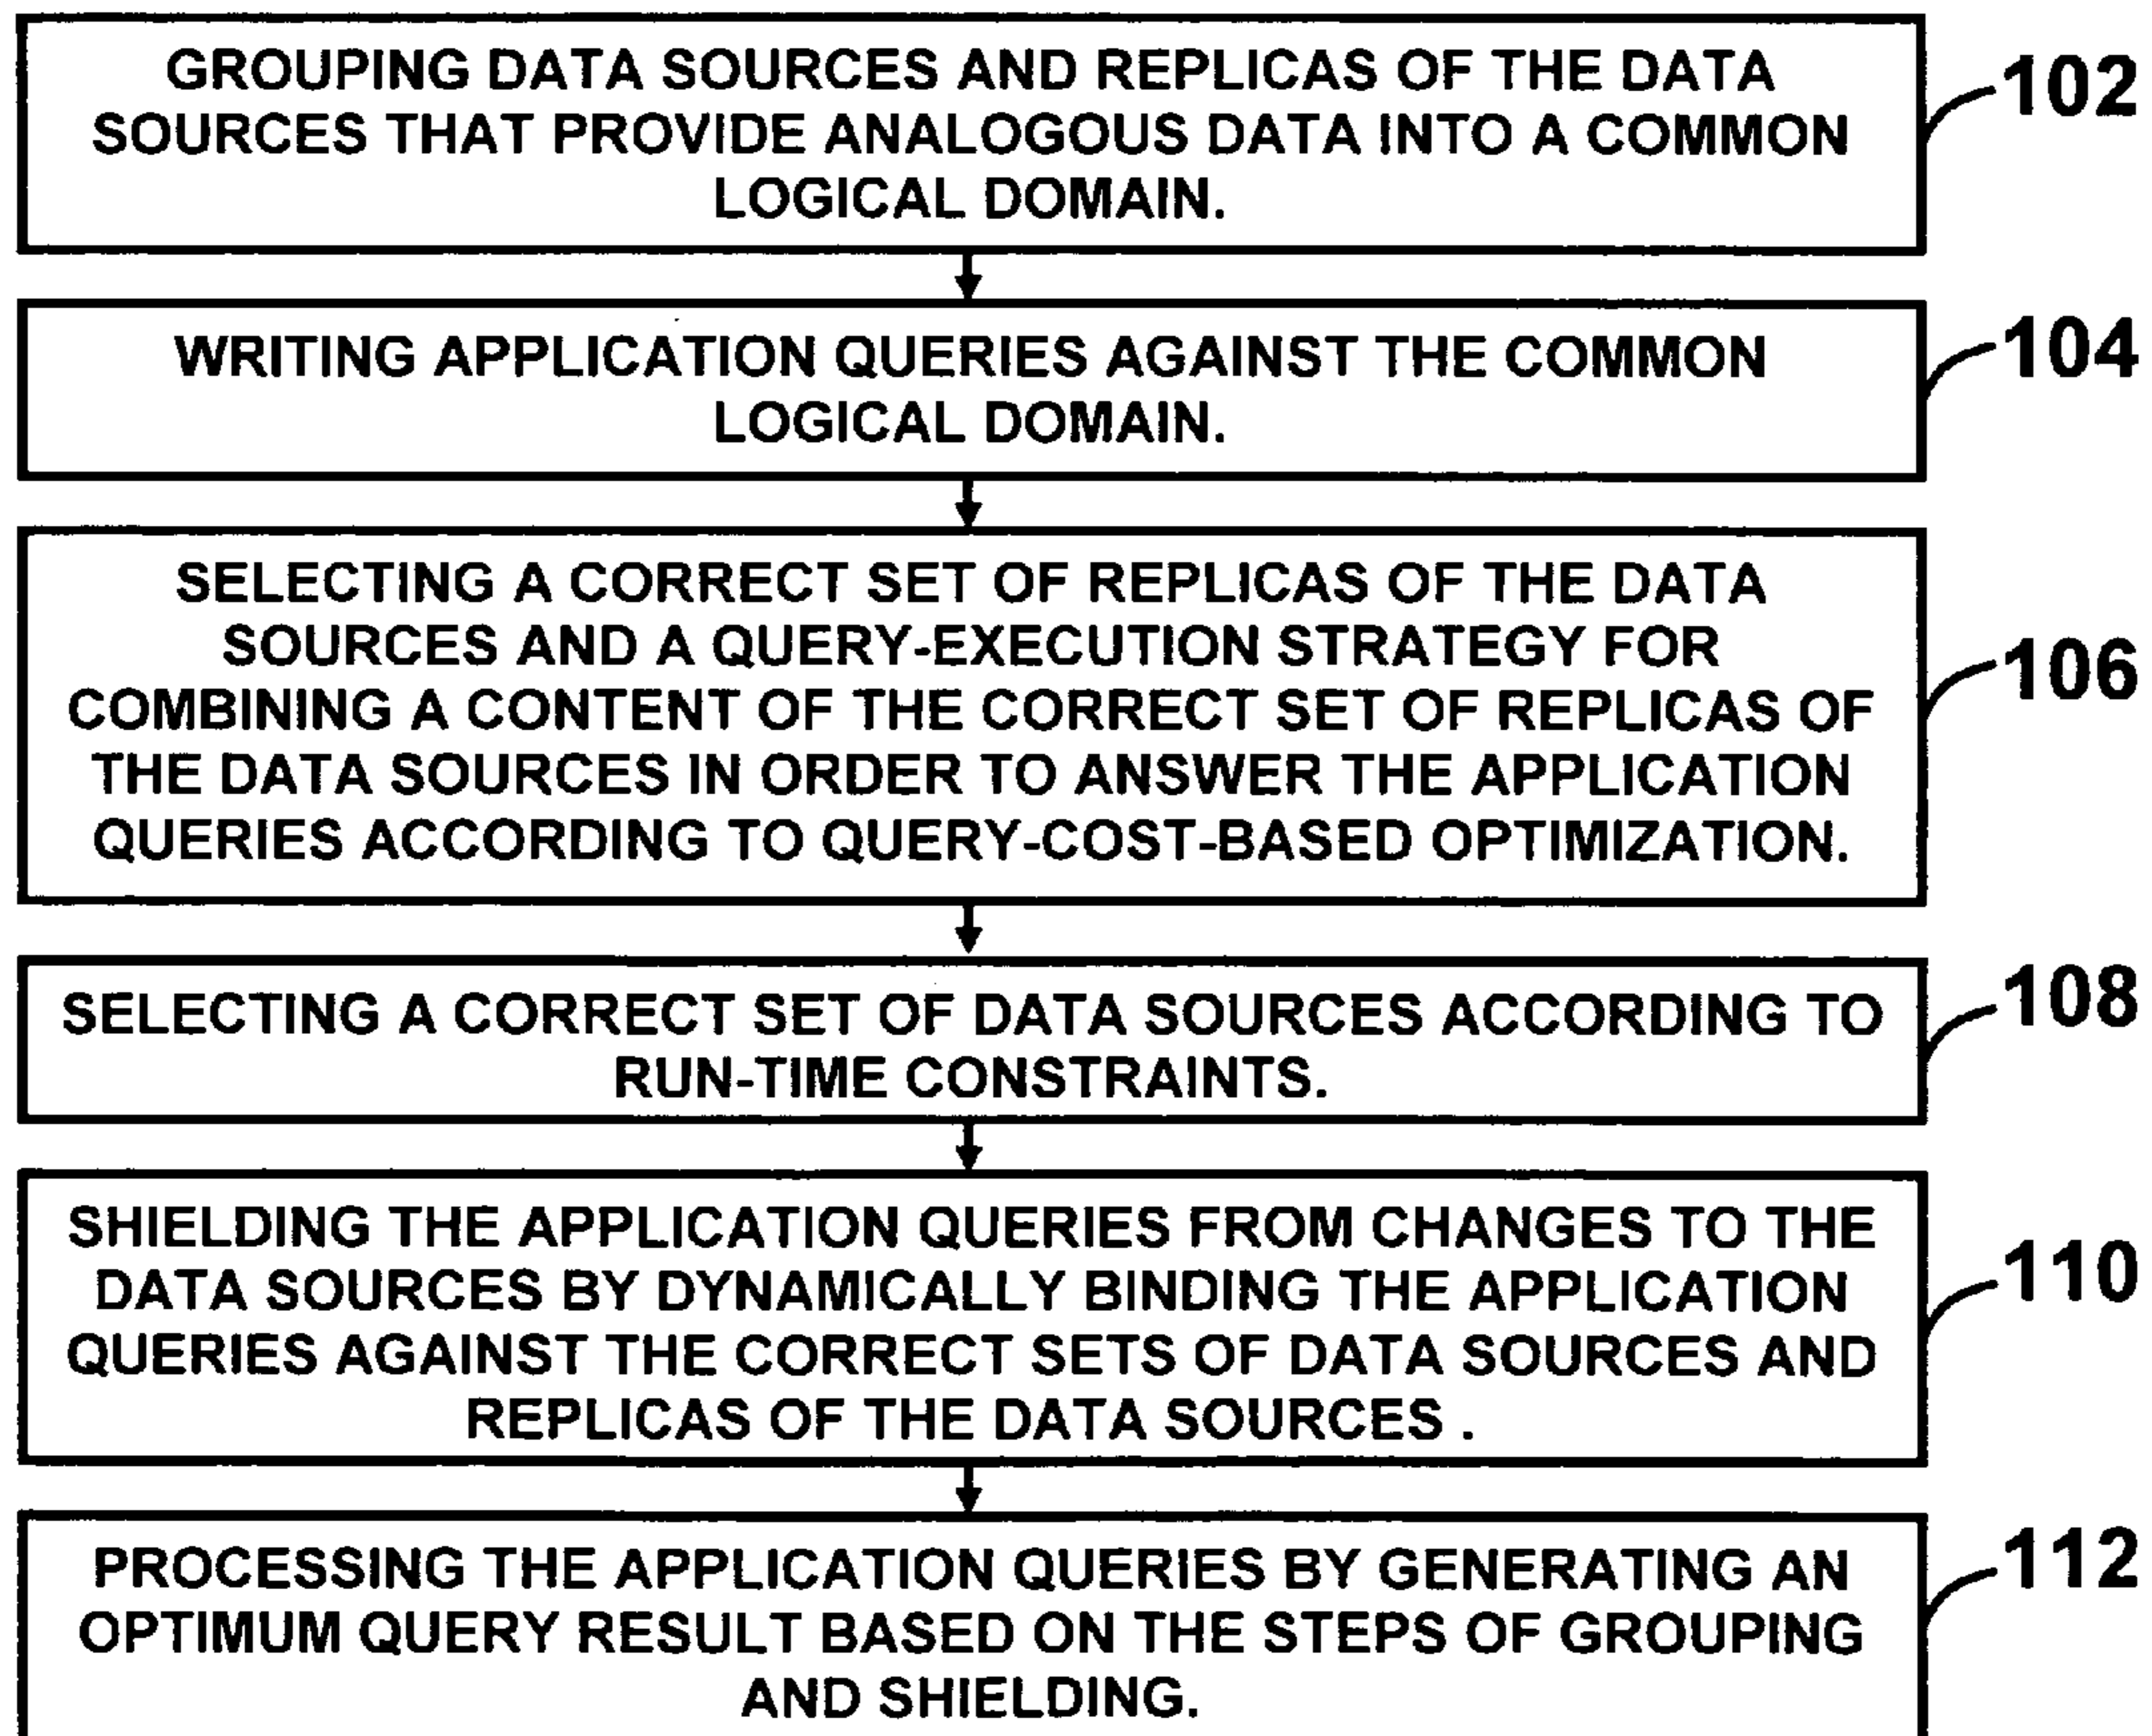 GROUPING DATA SOURCES AND REPLICAS OF THE DATA
SOURCES THAT PROVIDE ANALOGOUS DATA INTO A COMMON
LOGICAL DOMAIN.
102
WRITING APPLICATION QUERIES AGAINST THE COMMON
LOGICAL DOMAIN.
104
SELECTING A CORRECT SET OF REPLICAS OF THE DATA
SOURCES AND A QUERY-EXECUTION STRATEGY FOR
COMBINING A CONTENT OF THE CORRECT SET OF REPLICAS OF
THE DATA SOURCES IN ORDER TO ANSWER THE APPLICATION
QUERIES ACCORDING TO QUERY-COST-BASED OPTIMIZATION.
106
SELECTING A CORRECT SET OF DATA SOURCES ACCORDING TO
RUN-TIME CONSTRAINTS.
108
SHIELDING THE APPLICATION QUERIES FROM CHANGES TO THE
DATA SOURCES BY DYNAMICALLY BINDING THE APPLICATION
QUERIES AGAINST THE CORRECT SETS OF DATA SOURCES AND
REPLICAS OF THE DATA SOURCES .
110
PROCESSING THE APPLICATION QUERIES BY GENERATING AN
OPTIMUM QUERY RESULT BASED ON THE STEPS OF GROUPING
AND SHIELDING.
112